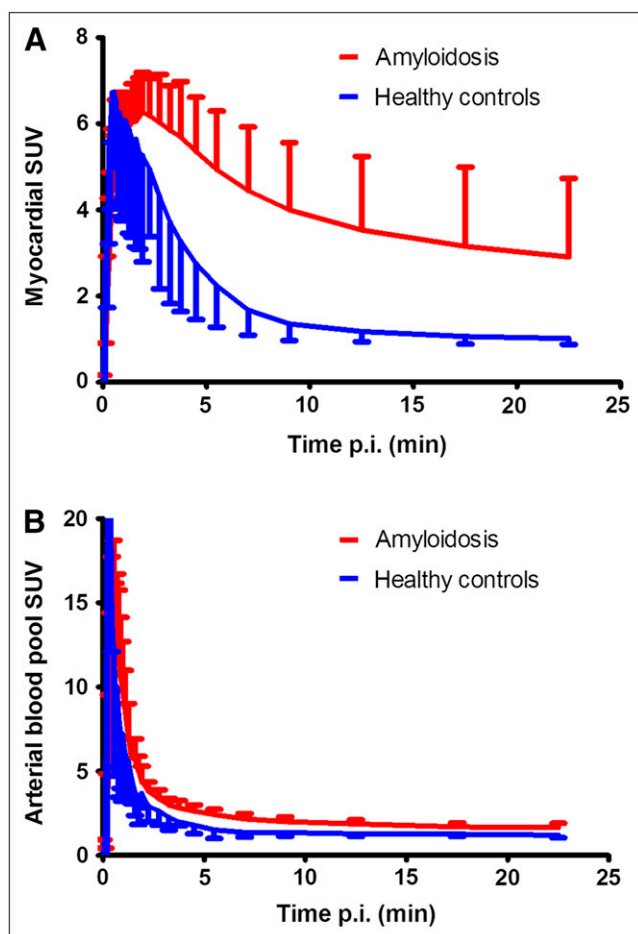 A
Myocardial SUV
8
6
4
2
0
Amyloidosis
Healthy controls
0 5 10 15 20 25
Time p.i. (min)
B
Arterial blood pool SUV
20
15
10
5
0
Amyloidosis
Healthy controls
0 5 10 15 20 25
Time p.i. (min)